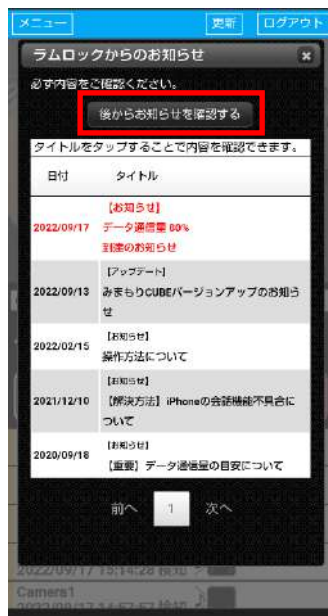 メニュー 更新 ログアウト
ラムロックからのお知らせ
必ず内容をご確認ください。
後からお知らせを確認する
タイトルをタップすることで内容を確認できます。
日付 タイトル
【お知らせ】
2022/09/17 データ通信量 80%
到達のお知らせ
【アップデート】
2022/09/13 みまもりCUBEバージョンアップのお知ら
せ
【お知らせ】
2022/02/15
操作方法について
【お知らせ】
2021/12/10 【解決方法】iPhoneの会話機能不具合に
ついて
【お知らせ】
2020/09/18
【重要】データ通信量の目安について
前へ 1 次へ
2022/09/17 15:14:28 検知
Camera1